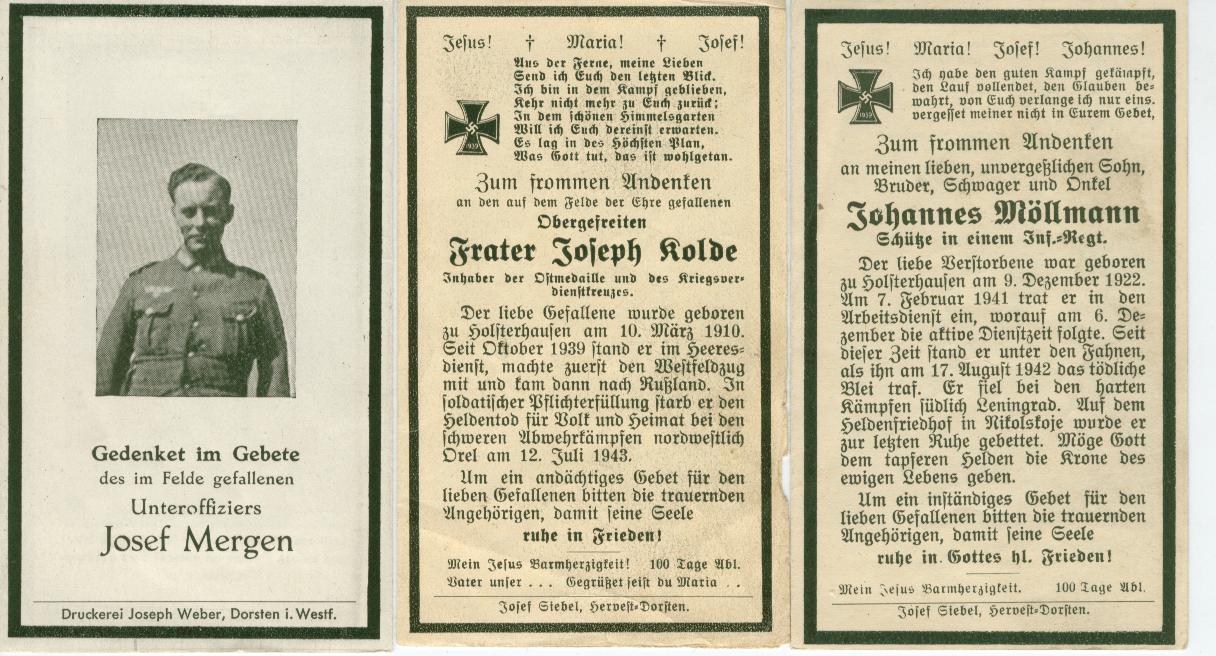 Gedenket im Gebete
des im Felde gefallenen
Unteroffiziers
Josef Mergen
Druckerei Joseph Weber, Dorsten i. Westf.
Jesus! † Maria! † Josef!
Aus der Ferne, meine Lieben
Send ich Euch den letzten Blick.
Ich bin in dem Kampf geblieben,
Kehr nicht mehr zu Euch zurück;
In dem schönen Himmelsgarten
Will ich Euch dereinst erwarten.
Es lag in des Höchsten Plan,
Was Gott tut, das ist wohlgetan.
1939
Zum frommen Andenken
an den auf dem Felde der Ehre gefallenen
Obergefreiten
Frater Joseph Kolde
Inhaber der Ostmedaille und des Kriegsver-
dienstkreuzes.
Der liebe Gefallene wurde geboren
zu Holsterhausen am 10. März 1910.
Seit Oktober 1939 stand er im Heeres-
dienst, machte zuerst den Westfeldzug
mit und kam dann nach Rußland. In
soldatischer Pflichterfüllung starb er den
Heldentod für Volk und Heimat bei den
schweren Abwehrkämpfen nordwestlich
Orel am 12. Juli 1943.
Um ein andächtiges Gebet für den
lieben Gefallenen bitten die trauernden
Angehörigen, damit seine Seele
ruhe in Frieden!
Mein Jesus Barmherzigkeit! 100 Tage Abl.
Vater unser . . . Gegrüßet seist du Maria . .
Josef Siebel, Hervest-Dorsten.
Jesus! Maria! Josef! Johannes!
Ich habe den guten Kampf gekämpft,
den Lauf vollendet, den Glauben be-
wahrt, von Euch verlange ich nur eins.
vergesset meiner nicht in Eurem Gebet,
1939
Zum frommen Andenken
an meinen lieben, unvergeßlichen Sohn,
Bruder, Schwager und Onkel
Johannes Möllmann
Schütze in einem Inf.-Regt.
Der liebe Verstorbene war geboren
zu Holsterhausen am 9. Dezember 1922.
Am 7. Februar 1941 trat er in den
Arbeitsdienst ein, worauf am 6. De-
zember die aktive Dienstzeit folgte. Seit
dieser Zeit stand er unter den Fahnen,
als ihn am 17. August 1942 das tödliche
Blei traf. Er fiel bei den harten
Kämpfen südlich Leningrad. Auf dem
Heldenfriedhof in Nikolskoje wurde er
zur letzten Ruhe gebettet. Möge Gott
dem tapferen Helden die Krone des
ewigen Lebens geben.
Um ein inständiges Gebet für den
lieben Gefallenen bitten die trauernden
Angehörigen, damit seine Seele
ruhe in Gottes hl. Frieden!
Mein Jesus Barmherzigkeit. 100 Tage Abl.
Josef Siebel, Hervest-Dorsten.